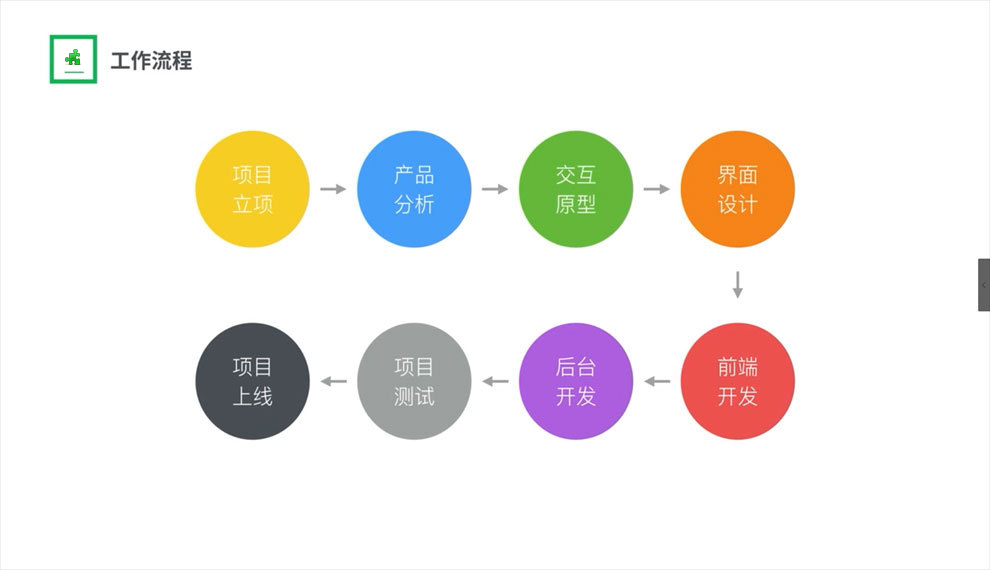 工作流程
项目
立项
产品
分析
交互
原型
界面
设计
前端
开发
后台
开发
项目
测试
项目
上线